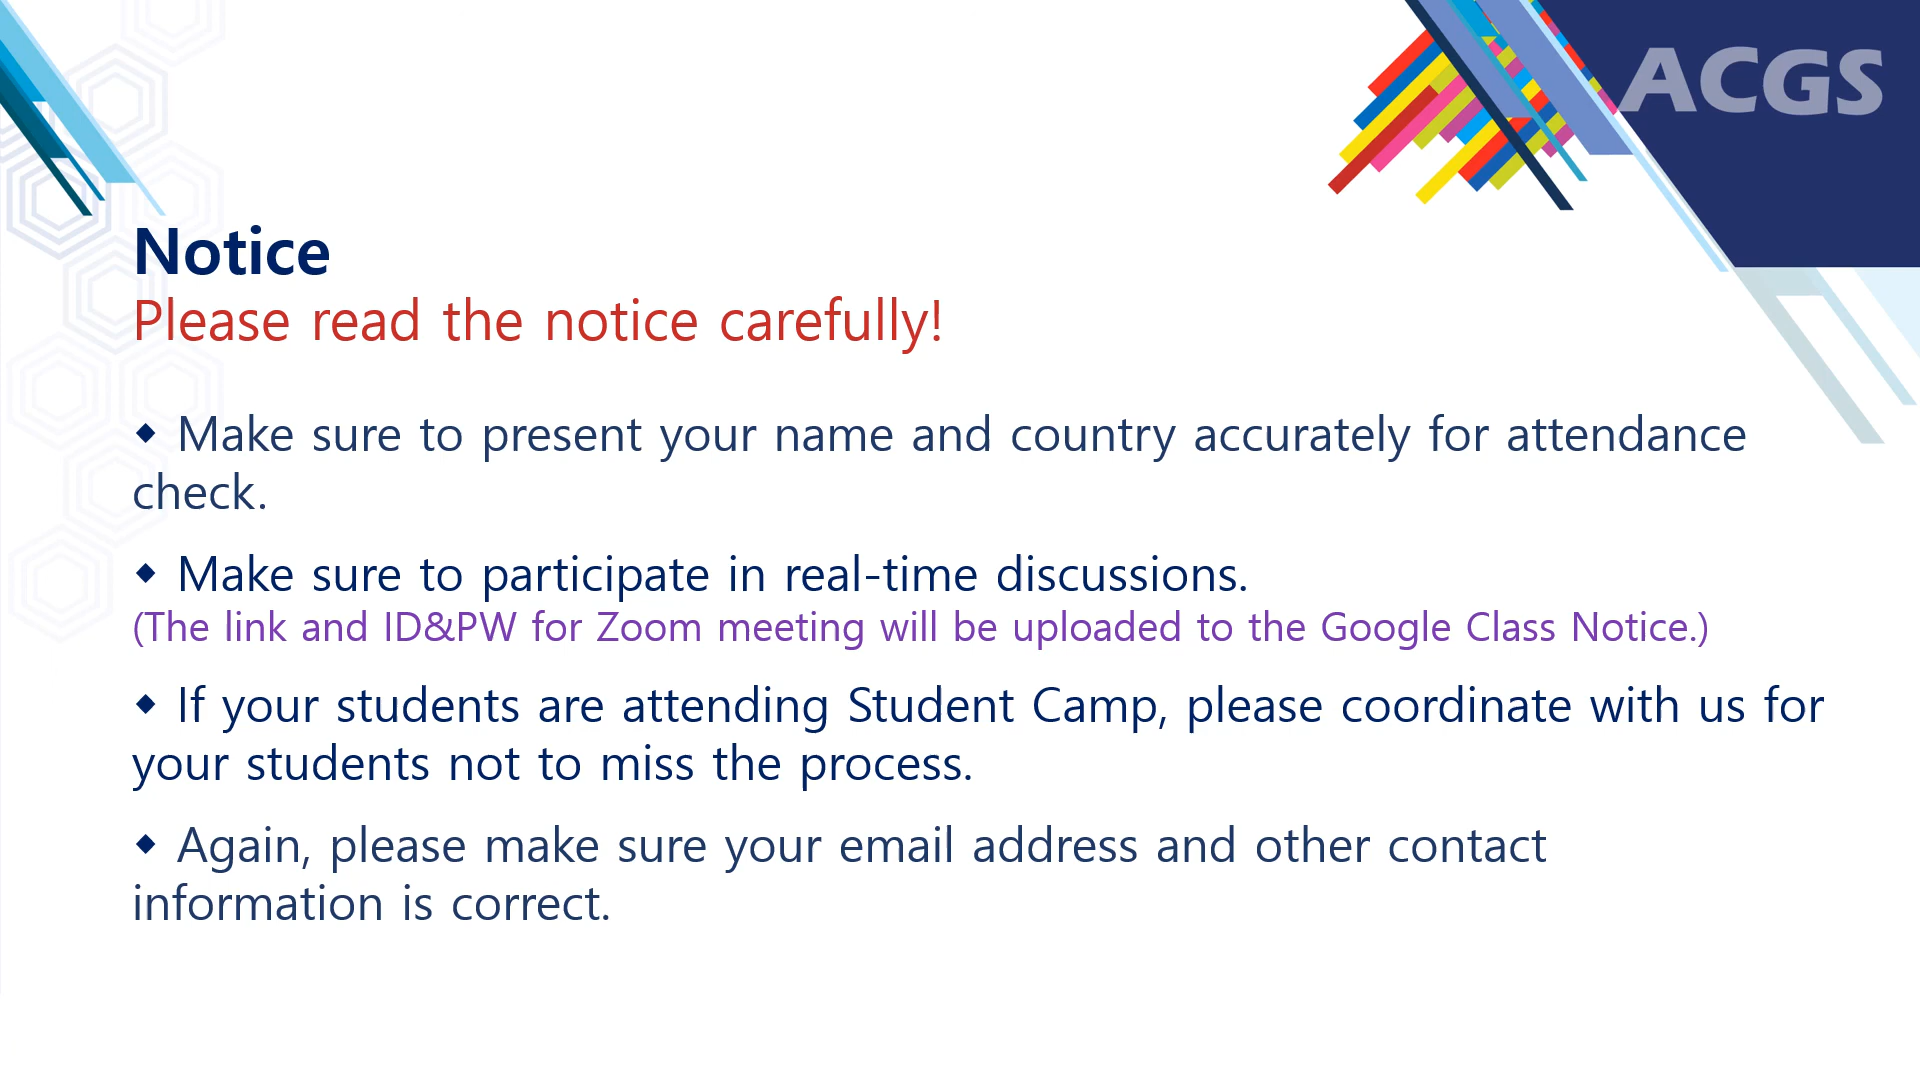 ACGS
Notice
Please read the notice carefully!
◆ Make sure to present your name and country accurately for attendance
check.
◆ Make sure to participate in real-time discussions.
(The link and ID&PW for Zoom meeting will be uploaded to the Google Class Notice.)
◆ If your students are attending Student Camp, please coordinate with us for
your students not to miss the process.
◆ Again, please make sure your email address and other contact
information is correct.